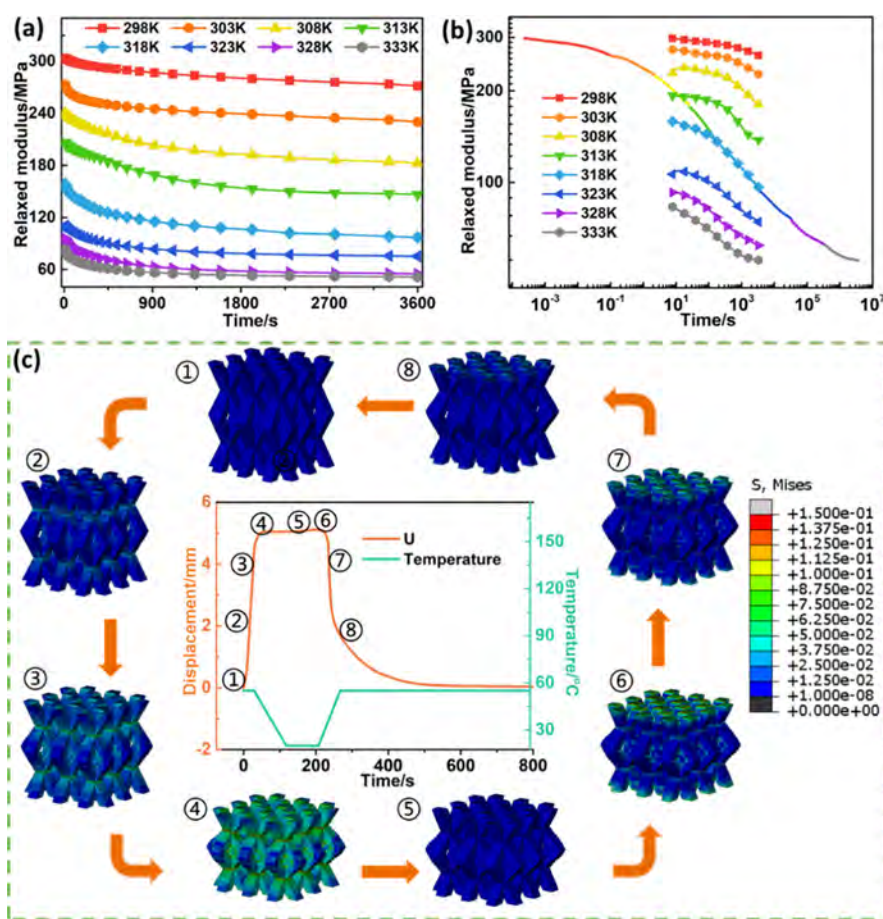 (a)
298K 303K 308K 313K
318K 323K 328K 333K
Relaxed modulus/MPa
300
240
180
120
60
0 900 1800 2700 3600
Time/s
(b)
300
200
100
298K
303K
308K
313K
318K
323K
328K
333K
Relaxed modulus/MPa
10⁻³ 10⁻¹ 10¹ 10³ 10⁵ 10⁷
Time/s
(c)
①
⑧
②
⑦
③
⑥
④
⑤
6
4
2
0
-2
Displacement/mm
① ② ③ ④ ⑤ ⑥ ⑦ ⑧
U
Temperature
150
120
90
60
30
Temperature/°C
0 200 400 600 800
Time/s
S, Mises
+1.500e-01
+1.375e-01
+1.250e-01
+1.125e-01
+1.000e-01
+8.750e-02
+7.500e-02
+6.250e-02
+5.000e-02
+3.750e-02
+2.500e-02
+1.250e-02
+1.000e-08
+0.000e+00